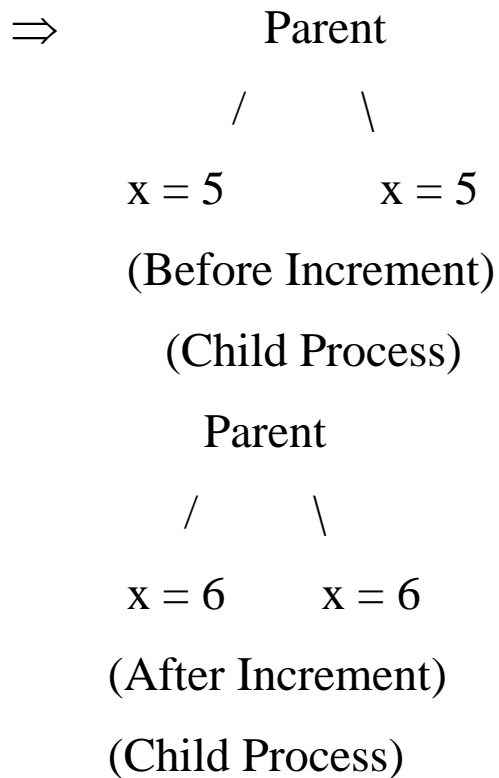 ⇒ Parent
/ \
x = 5 x = 5
(Before Increment)
(Child Process)
Parent
/ \
x = 6 x = 6
(After Increment)
(Child Process)